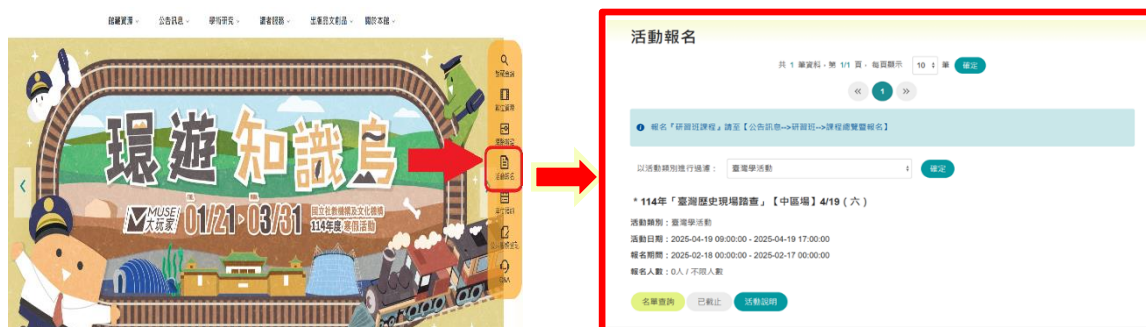 館藏資源
公告訊息
學術研究
讀者服務
出版品文創品
關於本館
環遊知識島
MUSE
大玩家
01/21
03/31
國立社教機構及文化機構
114年度寒假活動
活動報名
Q&A
活動報名
共 1 筆資料,第 1/1 頁,每頁顯示 10 筆 確定
« 1 »
報名『研習班課程』請至【公告訊息-->研習班-->課程總覽暨報名】
以活動類別進行過濾: 臺灣學活動 確定
* 114年「臺灣歷史現場踏查」【中區場】4/19(六)
活動類別:臺灣學活動
活動日期:2025-04-19 09:00:00 - 2025-04-19 17:00:00
報名期間:2025-02-18 00:00:00 - 2025-02-17 00:00:00
報名人數:0人 / 不限人數
名單查詢 已截止 活動說明